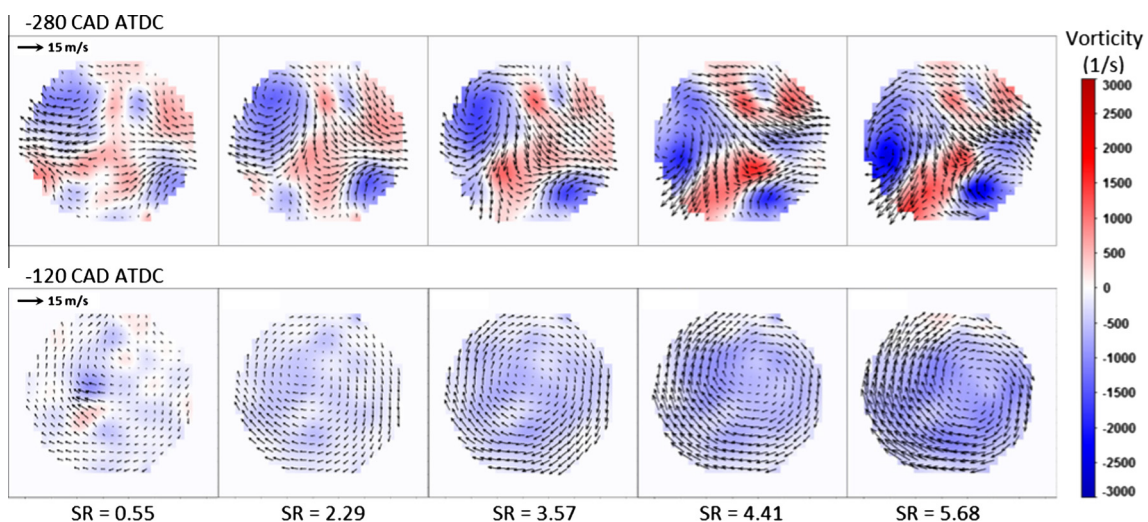 -280 CAD ATDC
15 m/s
Vorticity
(1/s)
3000
2500
2000
1500
1000
500
0
-500
-1000
-1500
-2000
-2500
-3000
-120 CAD ATDC
15 m/s
SR = 0.55
SR = 2.29
SR = 3.57
SR = 4.41
SR = 5.68